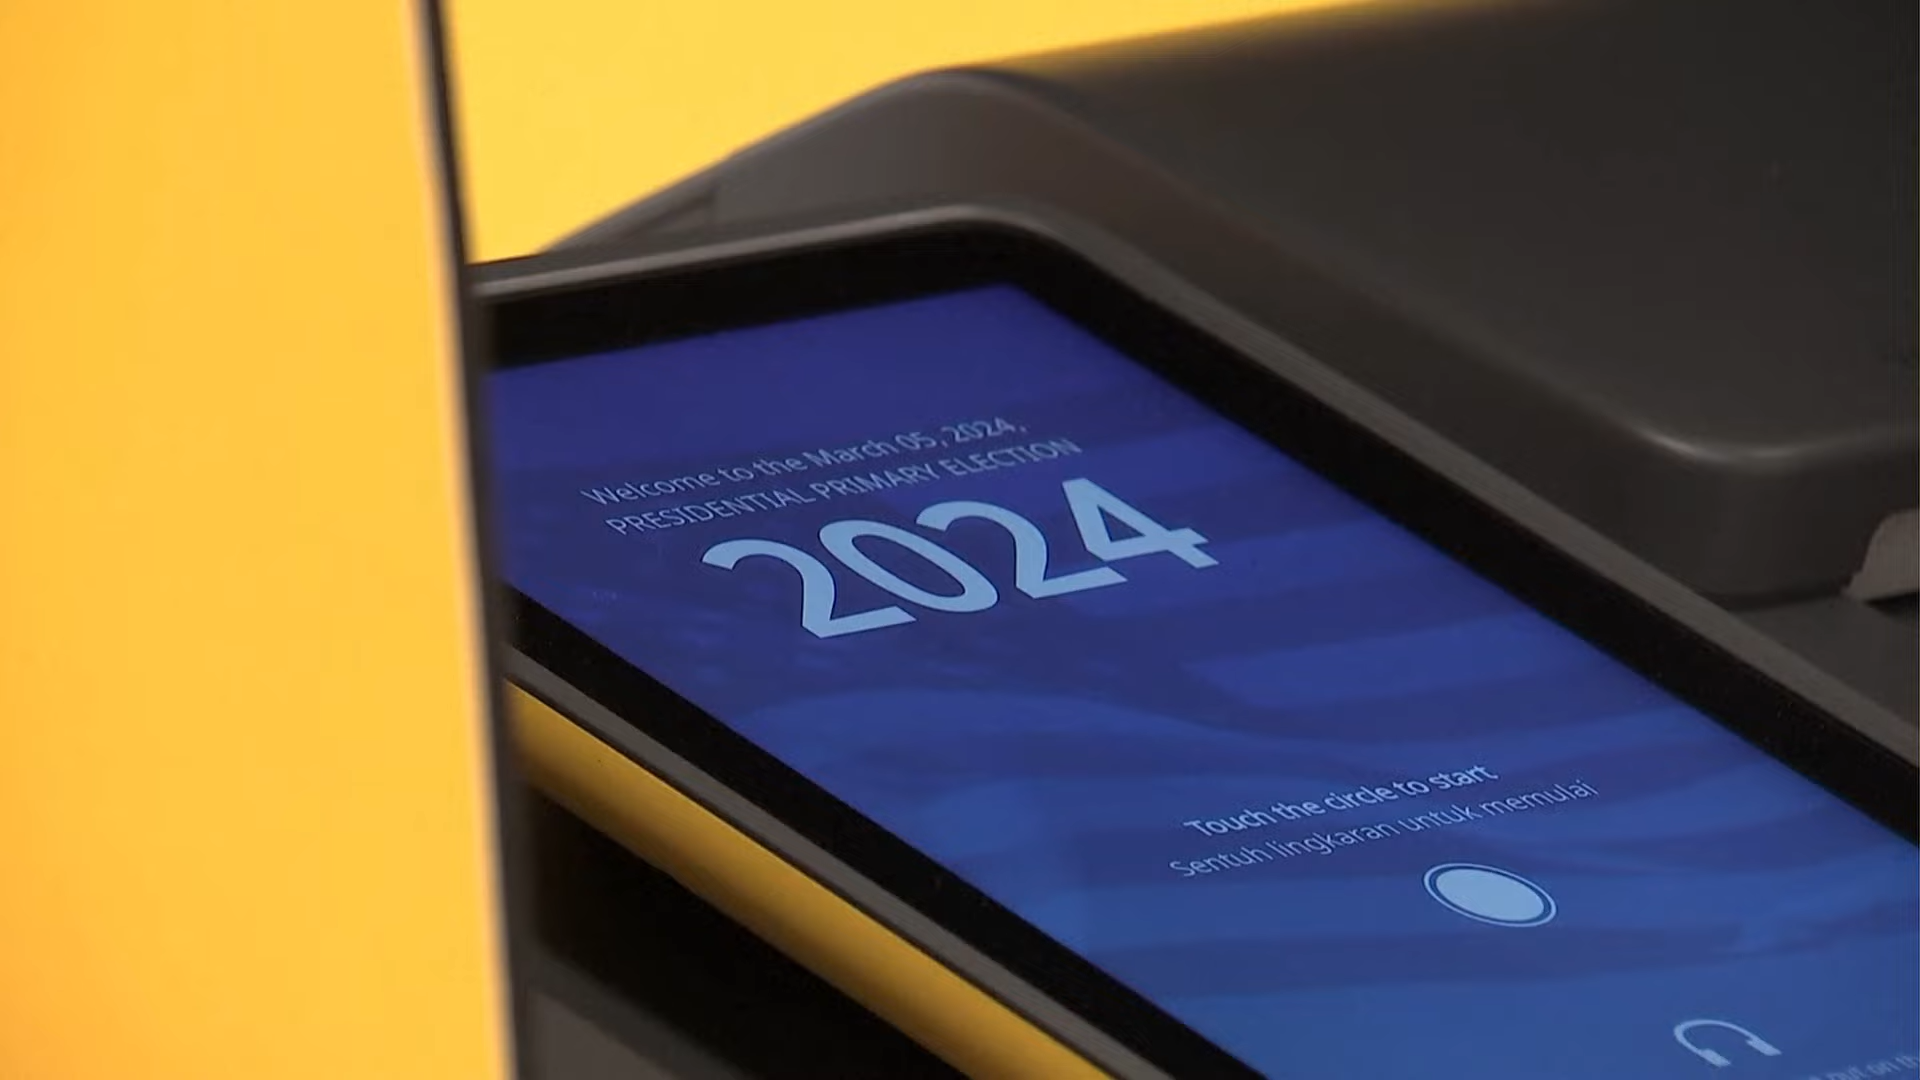 Welcome to the March 05, 2024,
PRESIDENTIAL PRIMARY ELECTION
2024
Touch the circle to start
Sentuh lingkaran untuk memulai